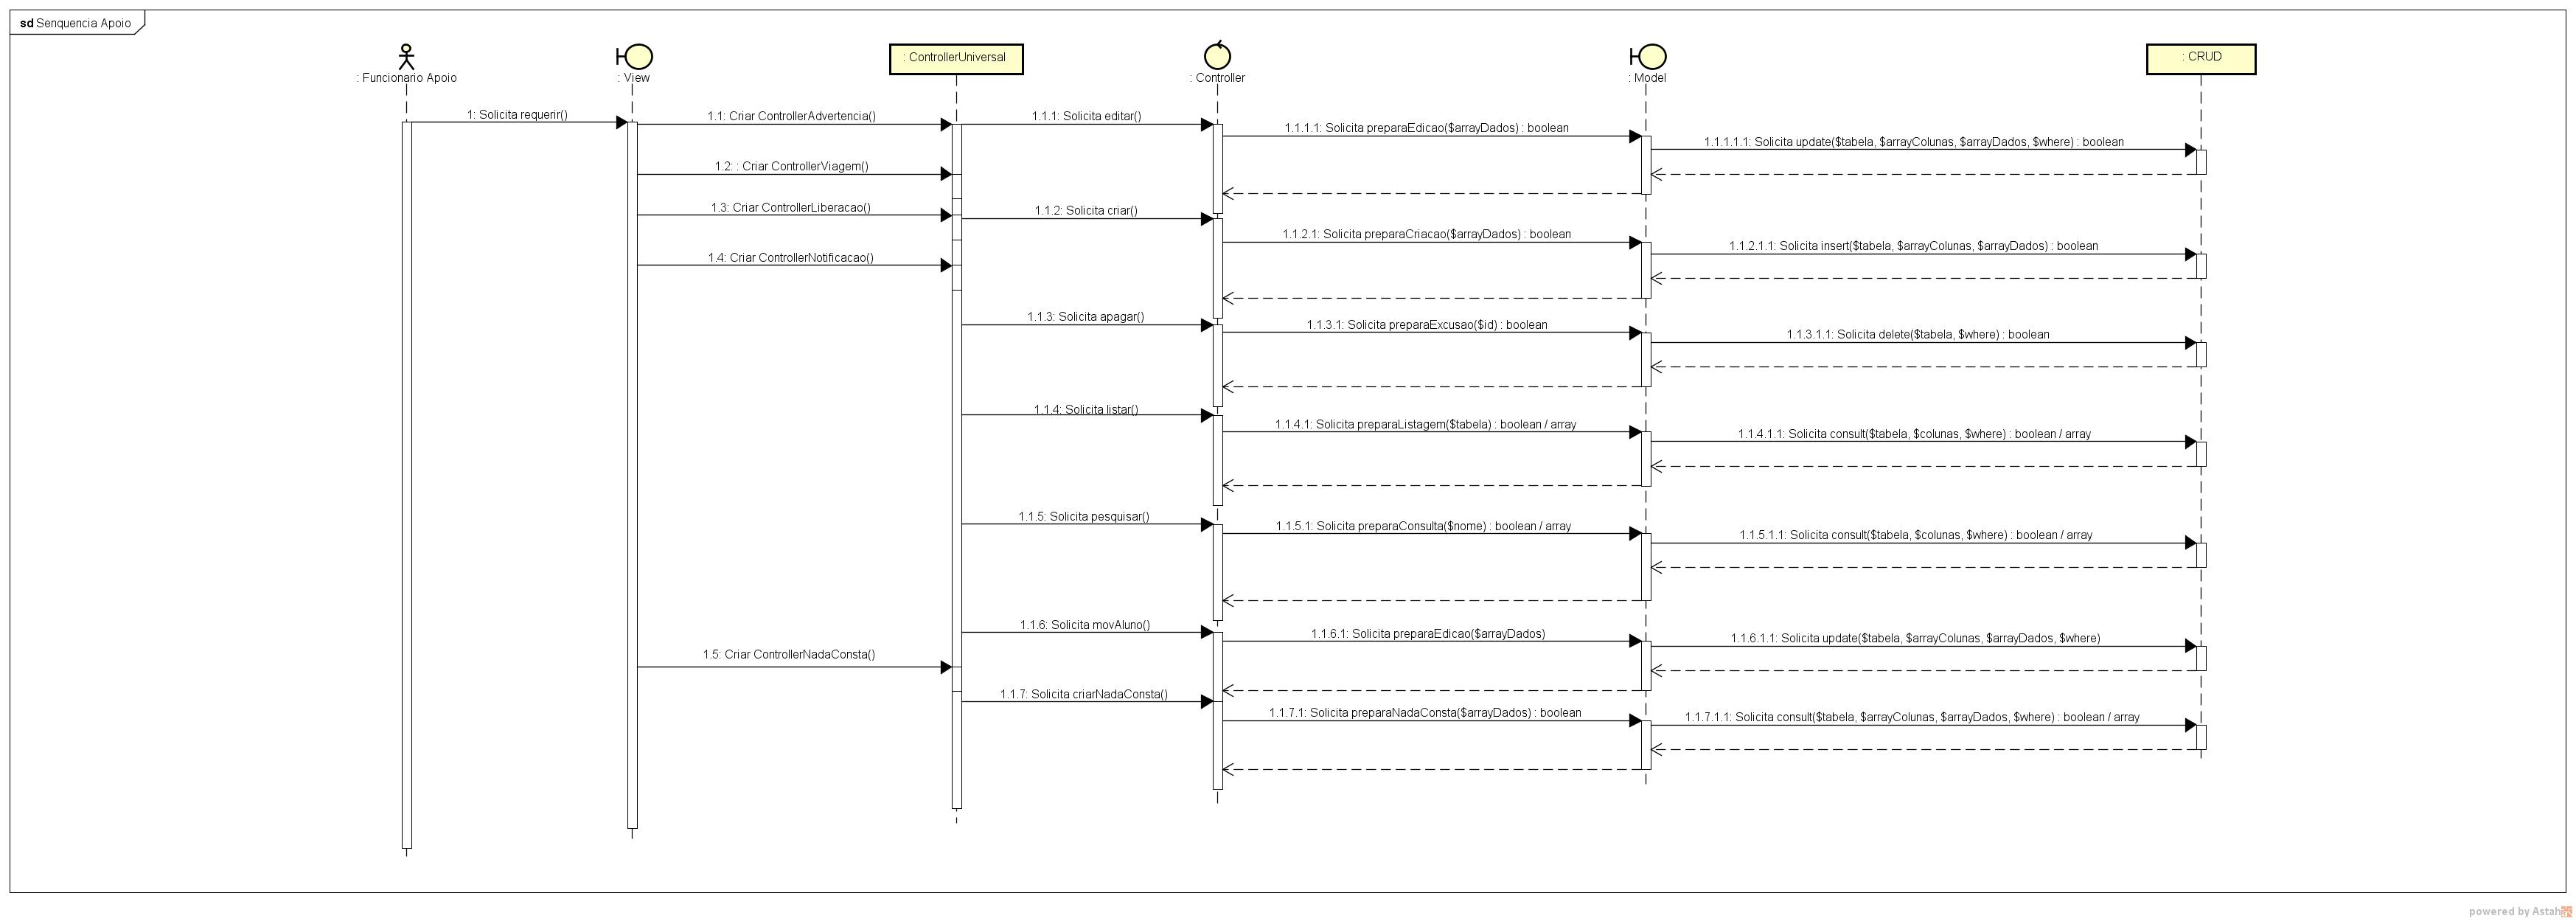 sd Senquencia Apoio
: Funcionario Apoio
: View
: ControllerUniversal
: Controller
: Model
: CRUD
1: Solicita requerir()
1.1: Criar ControllerAdvertencia()
1.1.1: Solicita editar()
1.1.1.1: Solicita preparaEdicao($arrayDados) : boolean
1.1.1.1.1: Solicita update($tabela, $arrayColunas, $arrayDados, $where) : boolean
1.2: : Criar ControllerViagem()
1.3: Criar ControllerLiberacao()
1.1.2: Solicita criar()
1.1.2.1: Solicita preparaCriacao($arrayDados) : boolean
1.1.2.1.1: Solicita insert($tabela, $arrayColunas, $arrayDados) : boolean
1.4: Criar ControllerNotificacao()
1.1.3: Solicita apagar()
1.1.3.1: Solicita preparaExcusao($id) : boolean
1.1.3.1.1: Solicita delete($tabela, $where) : boolean
1.1.4: Solicita listar()
1.1.4.1: Solicita preparaListagem($tabela) : boolean / array
1.1.4.1.1: Solicita consult($tabela, $colunas, $where) : boolean / array
1.1.5: Solicita pesquisar()
1.1.5.1: Solicita preparaConsulta($nome) : boolean / array
1.1.5.1.1: Solicita consult($tabela, $colunas, $where) : boolean / array
1.1.6: Solicita movAluno()
1.1.6.1: Solicita preparaEdicao($arrayDados)
1.1.6.1.1: Solicita update($tabela, $arrayColunas, $arrayDados, $where)
1.5: Criar ControllerNadaConsta()
1.1.7: Solicita criarNadaConsta()
1.1.7.1: Solicita preparaNadaConsta($arrayDados) : boolean
1.1.7.1.1: Solicita consult($tabela, $arrayColunas, $arrayDados, $where) : boolean / array
powered by Astah